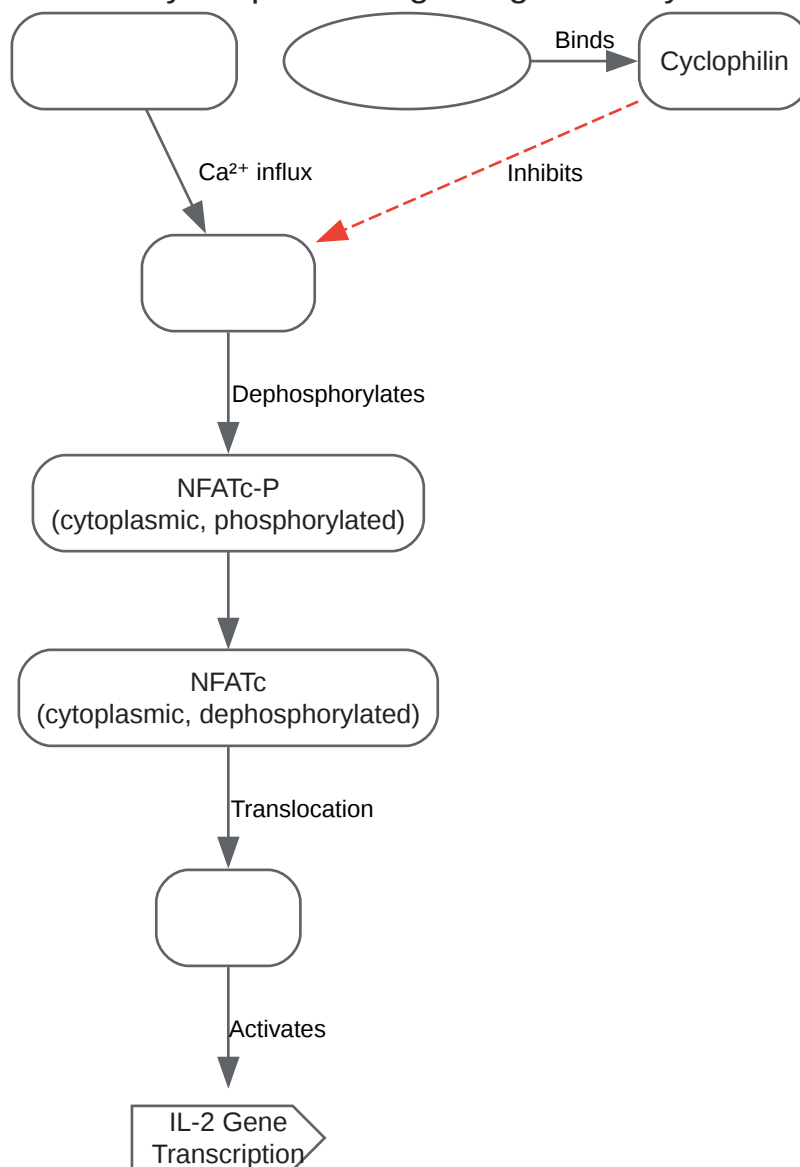 Binds
Cyclophilin
Ca²⁺ influx
Inhibits
Dephosphorylates
NFATc-P
(cytoplasmic, phosphorylated)
NFATc
(cytoplasmic, dephosphorylated)
Translocation
Activates
IL-2 Gene
Transcription